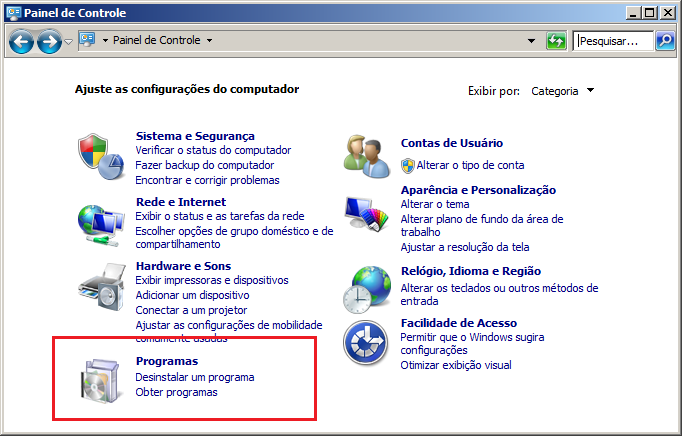 Painel de Controle
Painel de Controle
Pesquisar...
Ajuste as configurações do computador
Exibir por: Categoria
Sistema e Segurança
Verificar o status do computador
Fazer backup do computador
Encontrar e corrigir problemas
Rede e Internet
Exibir o status e as tarefas da rede
Escolher opções de grupo doméstico e de
compartilhamento
Hardware e Sons
Exibir impressoras e dispositivos
Adicionar um dispositivo
Conectar a um projetor
Ajustar as configurações de mobilidade
comumente usadas
Programas
Desinstalar um programa
Obter programas
Contas de Usuário
Alterar o tipo de conta
Aparência e Personalização
Alterar o tema
Alterar plano de fundo da área de
trabalho
Ajustar a resolução da tela
Relógio, Idioma e Região
Alterar os teclados ou outros métodos de
entrada
Facilidade de Acesso
Permitir que o Windows sugira
configurações
Otimizar exibição visual